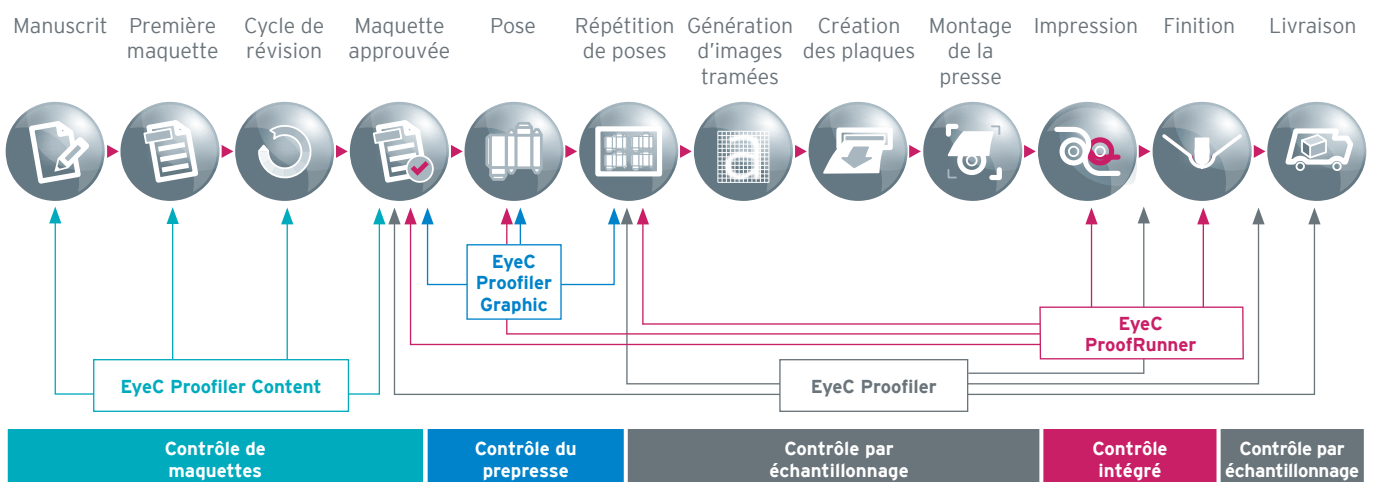 Manuscrit
Première
maquette
Cycle de
révision
Maquette
approuvée
Pose
Répétition
de poses
Génération
d'images
tramées
Création
des plaques
Montage
de la
presse
Impression
Finition
Livraison
a
EyeC
Proofiler
Graphic
EyeC
ProofRunner
EyeC Proofiler Content
EyeC Proofiler
Contrôle de
maquettes
Contrôle du
prepresse
Contrôle par
échantillonnage
Contrôle
intégré
Contrôle par
échantillonnage